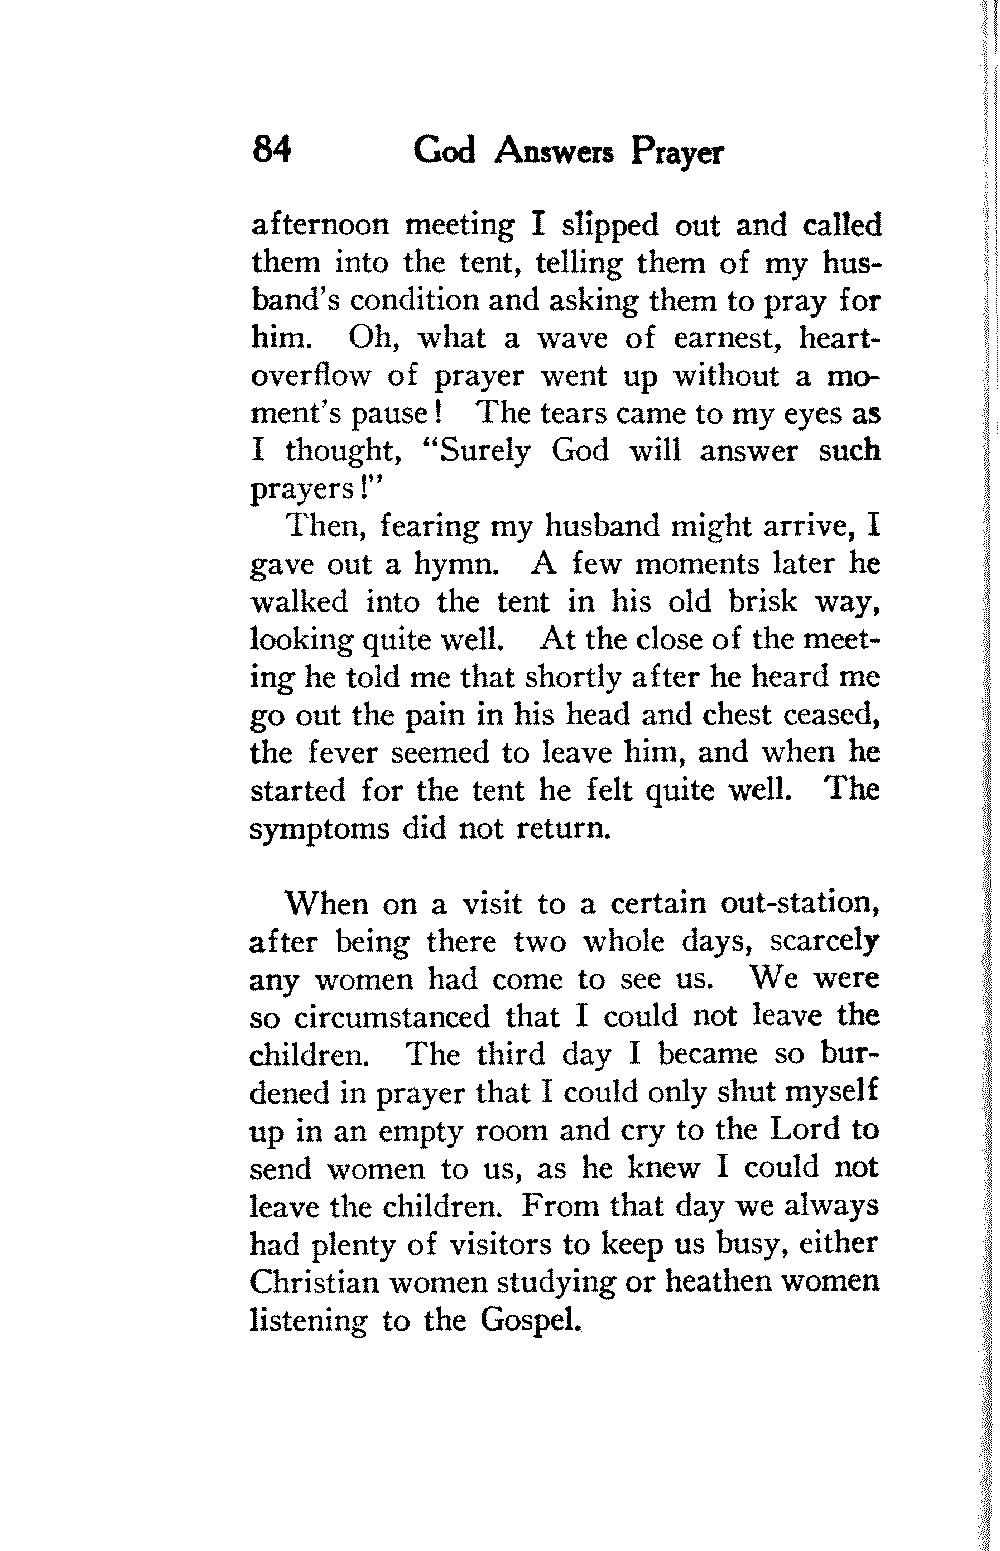 84 God Answers Prayer
afternoon meeting I slipped out and called
them into the tent, telling them of my hus-
band's condition and asking them to pray for
him. Oh, what a wave of earnest, heart-
overflow of prayer went up without a mo-
ment's pause! The tears came to my eyes as
I thought, “Surely God will answer such
prayers!”
Then, fearing my husband might arrive, I
gave out a hymn. A few moments later he
walked into the tent in his old brisk way,
looking quite well. At the close of the meet-
ing he told me that shortly after he heard me
go out the pain in his head and chest ceased,
the fever seemed to leave him, and when he
started for the tent he felt quite well. The
symptoms did not return.
When on a visit to a certain out-station,
after being there two whole days, scarcely
any women had come to see us. We were
so circumstanced that I could not leave the
children. The third day I became so bur-
dened in prayer that I could only shut myself
up in an empty room and cry to the Lord to
send women to us, as he knew I could not
leave the children. From that day we always
had plenty of visitors to keep us busy, either
Christian women studying or heathen women
listening to the Gospel.